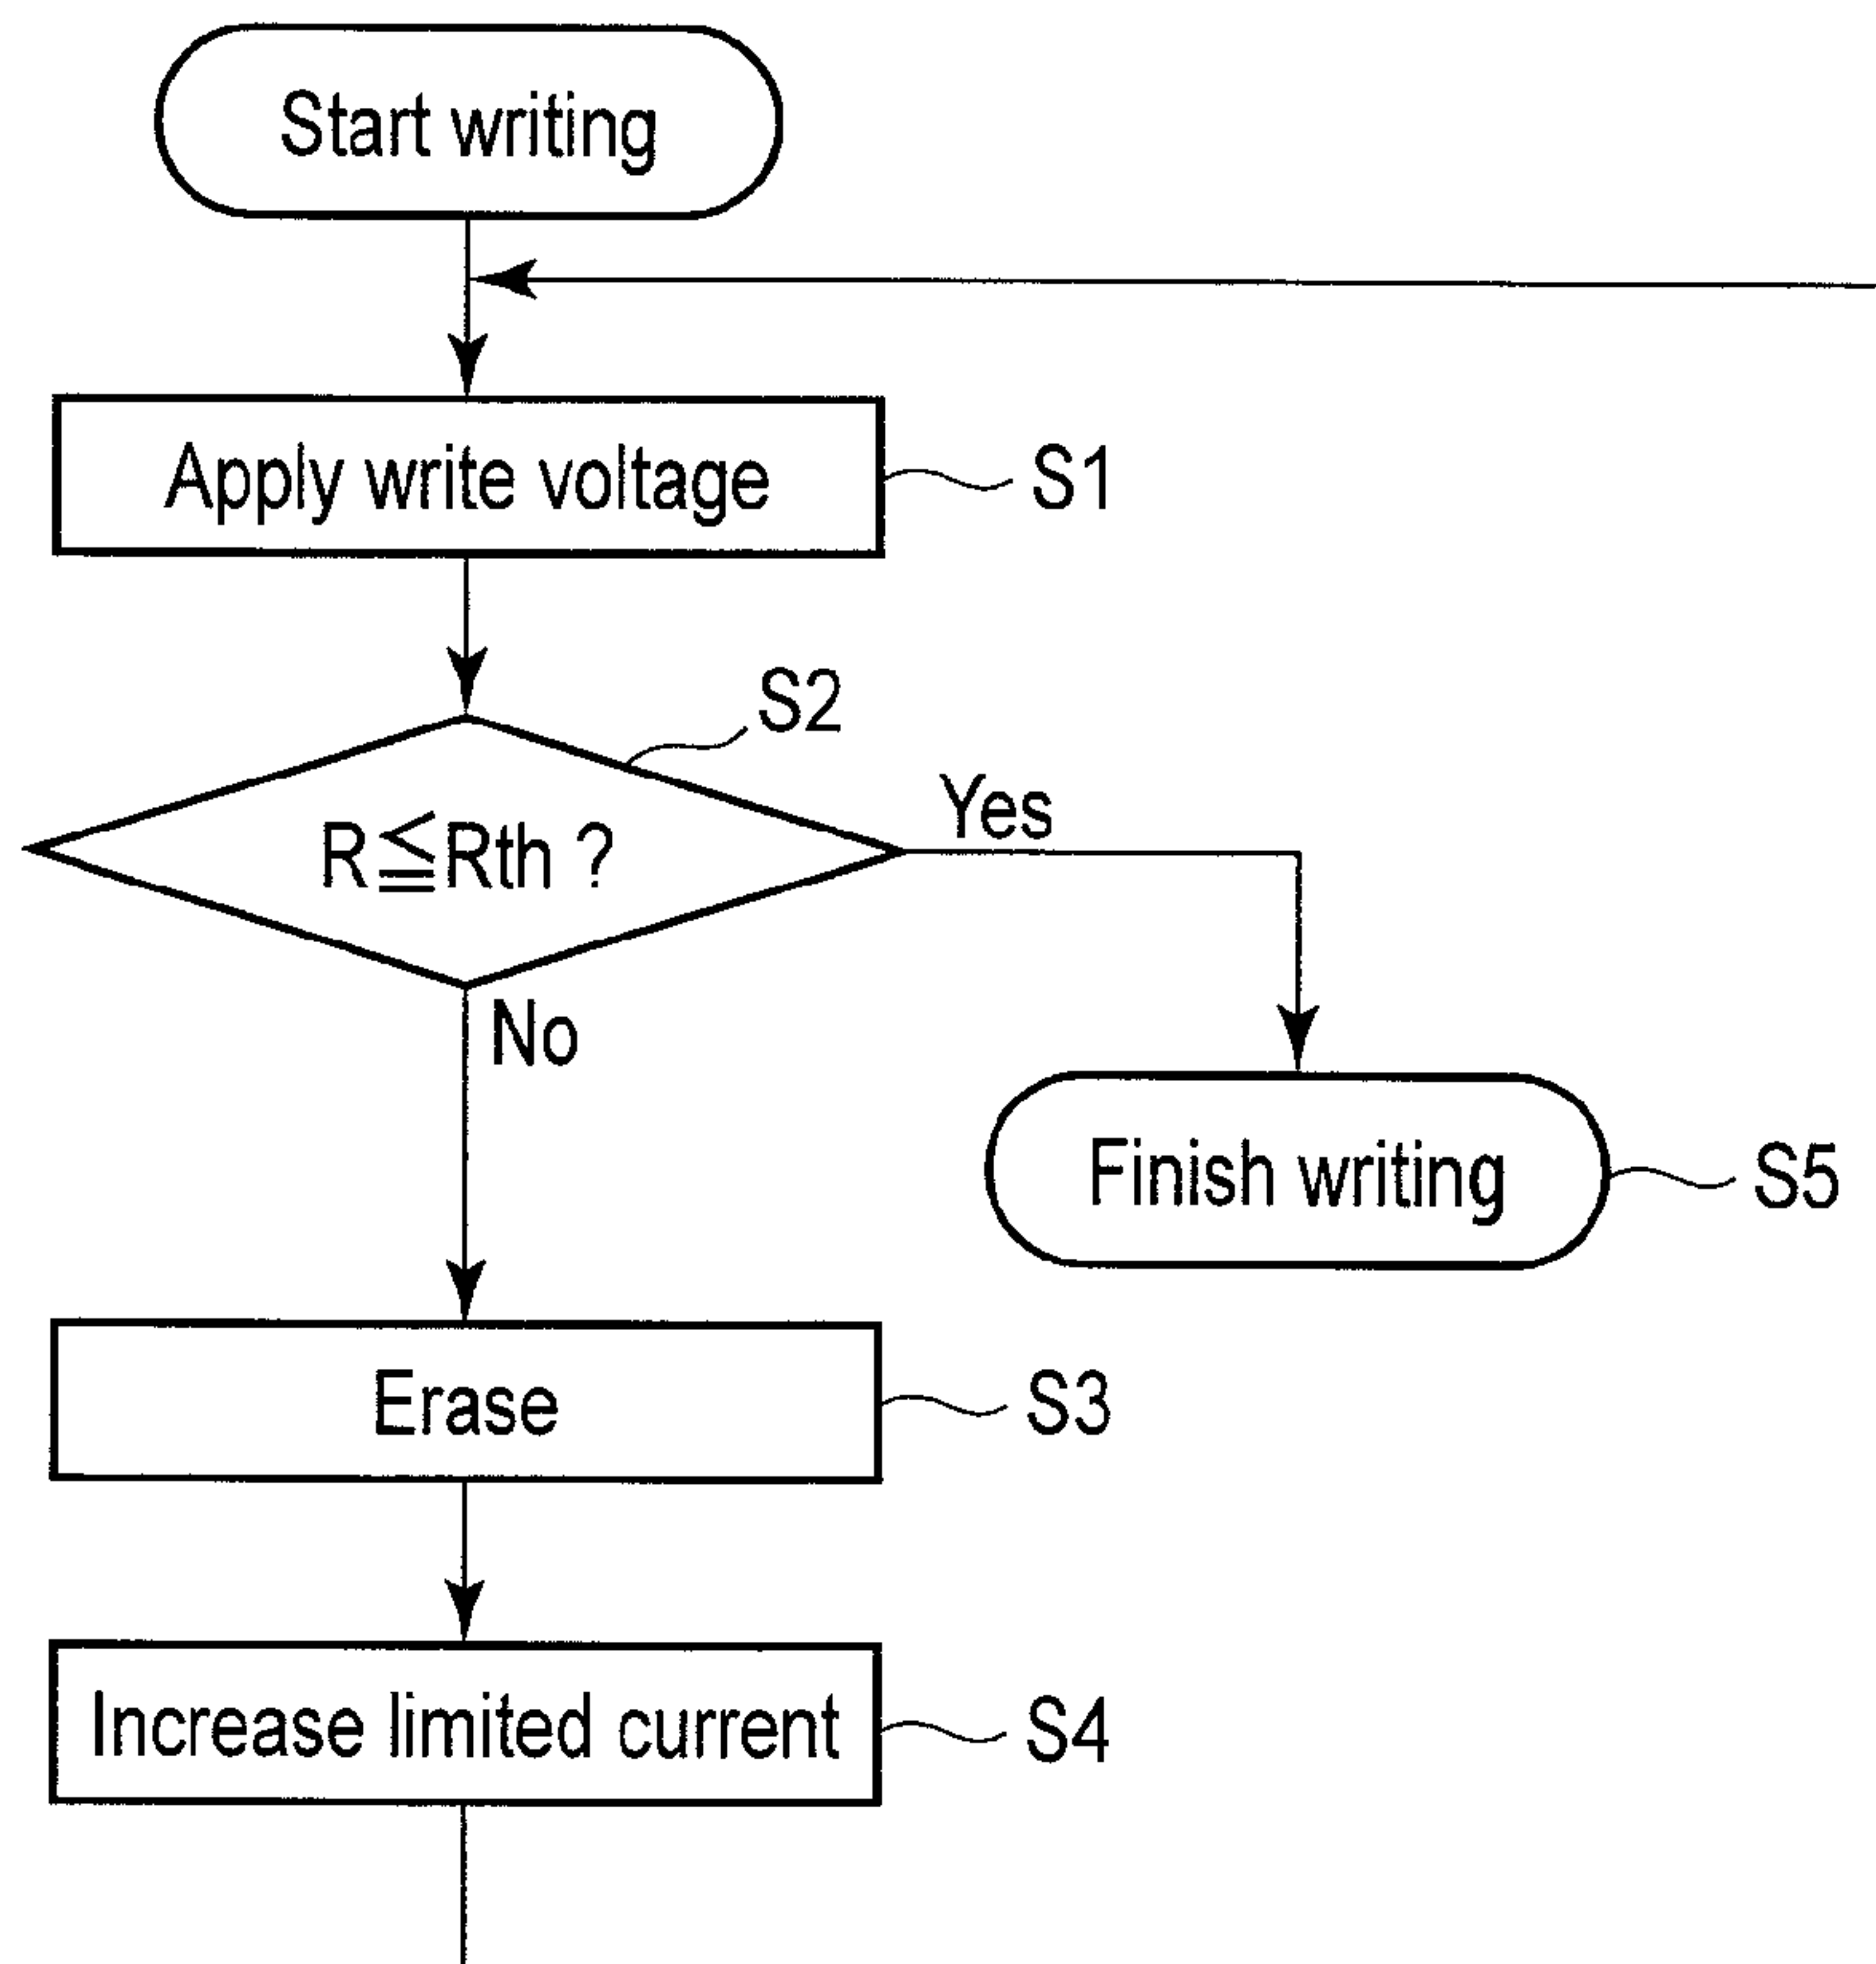 Start writing
Apply write voltage
S1
S2
R≦Rth ?
Yes
No
Finish writing
S5
Erase
S3
Increase limited current
S4